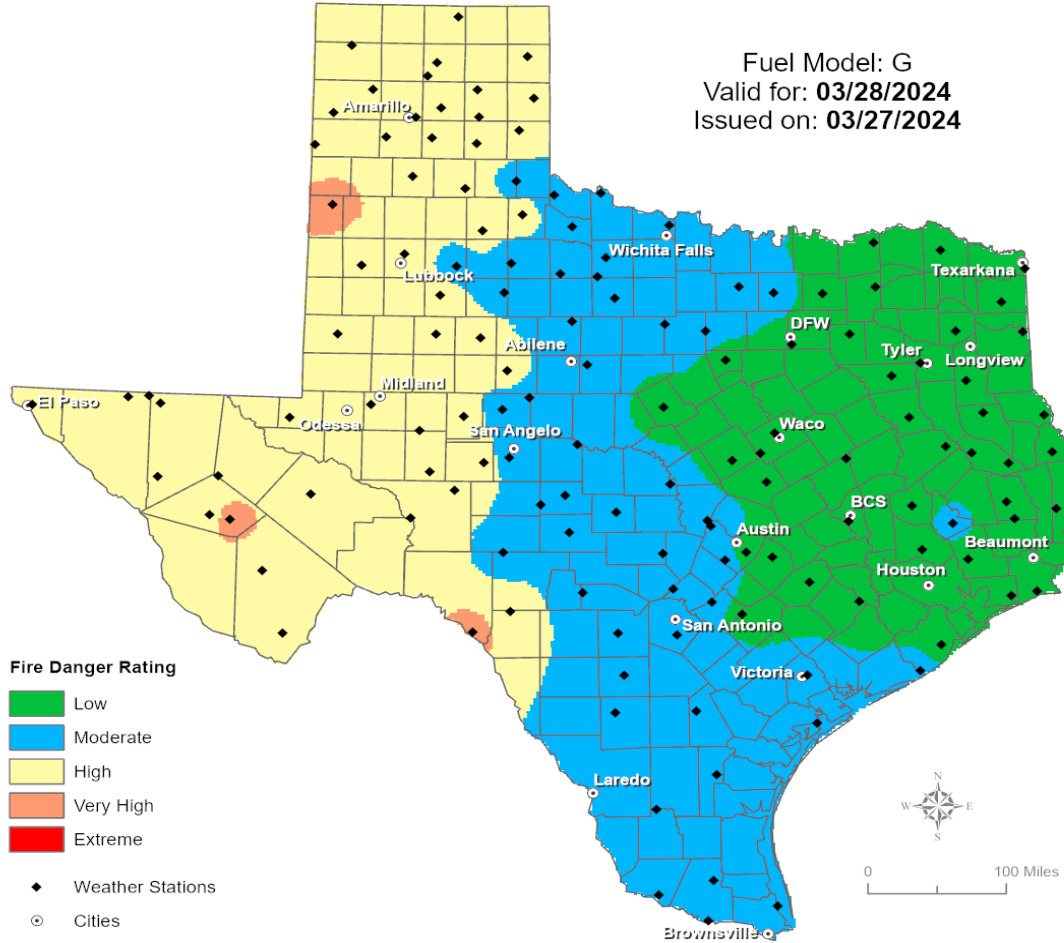 Fuel Model: G
Valid for: 03/28/2024
Issued on: 03/27/2024
Amarillo
Wichita Falls
Lubbock
Texarkana
DFW
Abilene
Tyler
Longview
Midland
El Paso
Odessa
San Angelo
Waco
BCS
Austin
Beaumont
Houston
San Antonio
Victoria
Laredo
Brownsville
Fire Danger Rating
Low
Moderate
High
Very High
Extreme
Weather Stations
Cities
N
W E
S
0 100 Miles